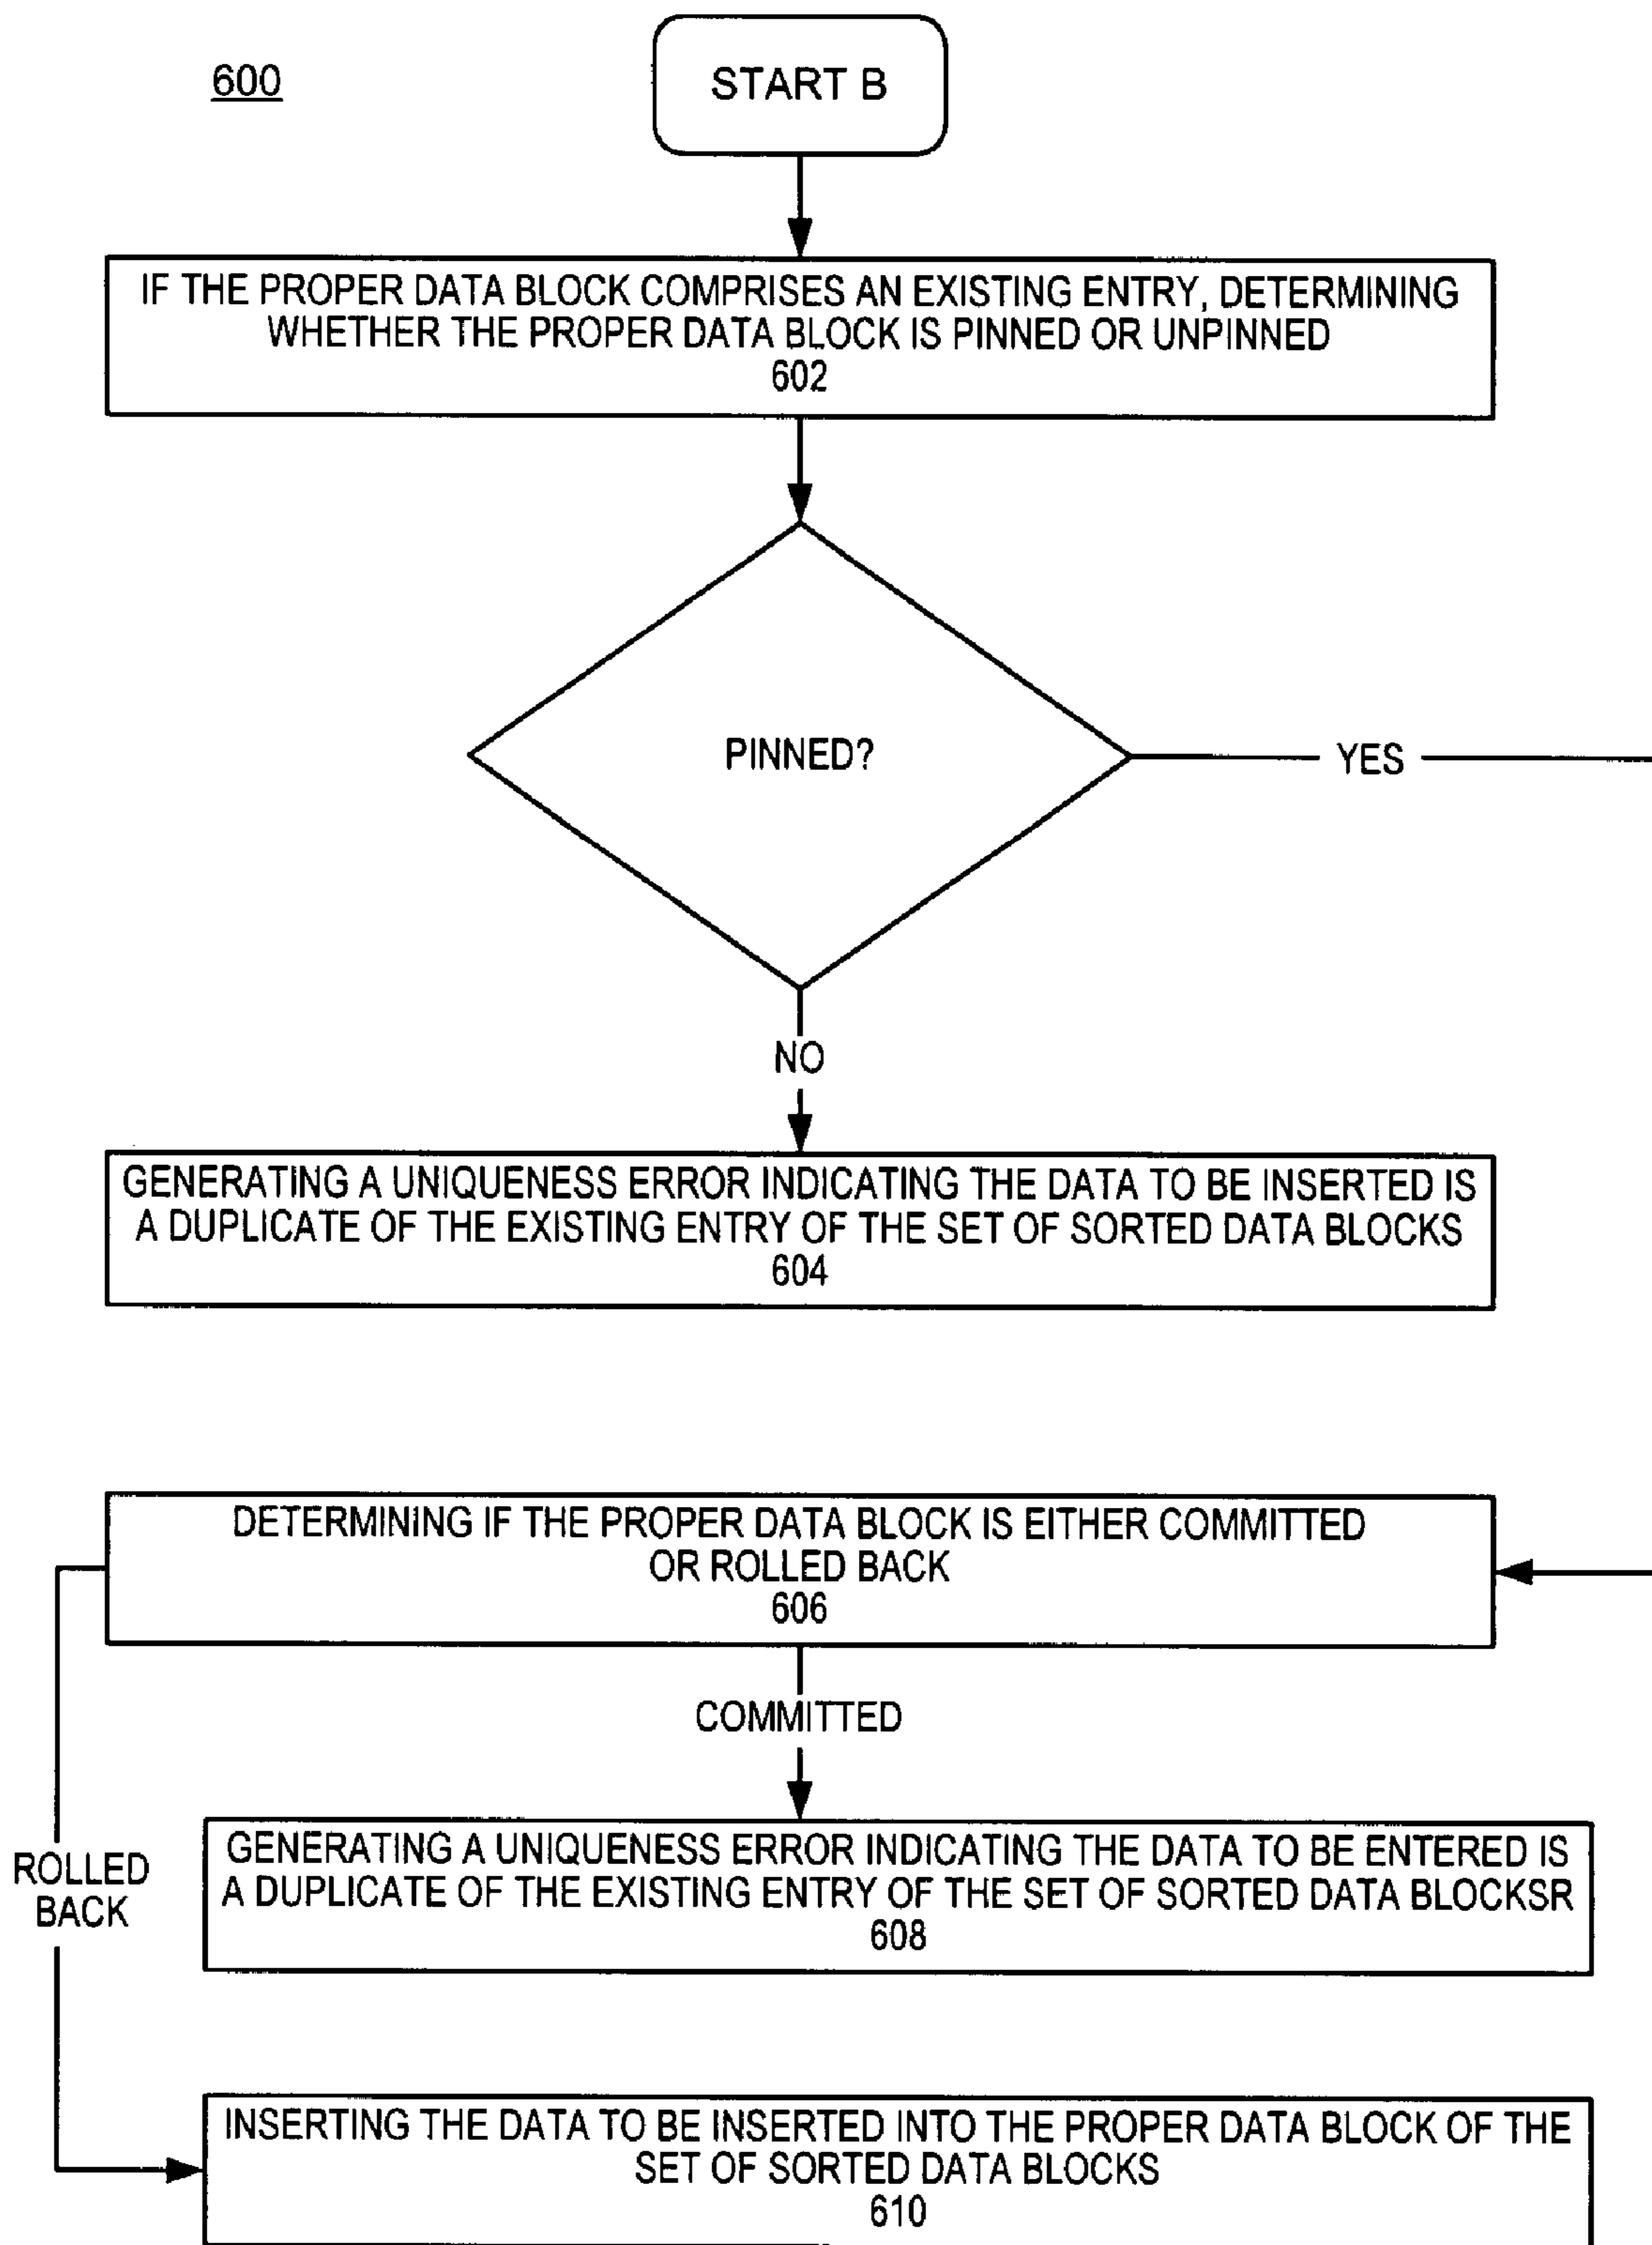 600
START B
IF THE PROPER DATA BLOCK COMPRISES AN EXISTING ENTRY, DETERMINING
WHETHER THE PROPER DATA BLOCK IS PINNED OR UNPINNED
602
PINNED?
YES
NO
GENERATING A UNIQUENESS ERROR INDICATING THE DATA TO BE INSERTED IS
A DUPLICATE OF THE EXISTING ENTRY OF THE SET OF SORTED DATA BLOCKS
604
DETERMINING IF THE PROPER DATA BLOCK IS EITHER COMMITTED
OR ROLLED BACK
606
COMMITTED
GENERATING A UNIQUENESS ERROR INDICATING THE DATA TO BE ENTERED IS
A DUPLICATE OF THE EXISTING ENTRY OF THE SET OF SORTED DATA BLOCKSR
608
ROLLED
BACK
INSERTING THE DATA TO BE INSERTED INTO THE PROPER DATA BLOCK OF THE
SET OF SORTED DATA BLOCKS
610